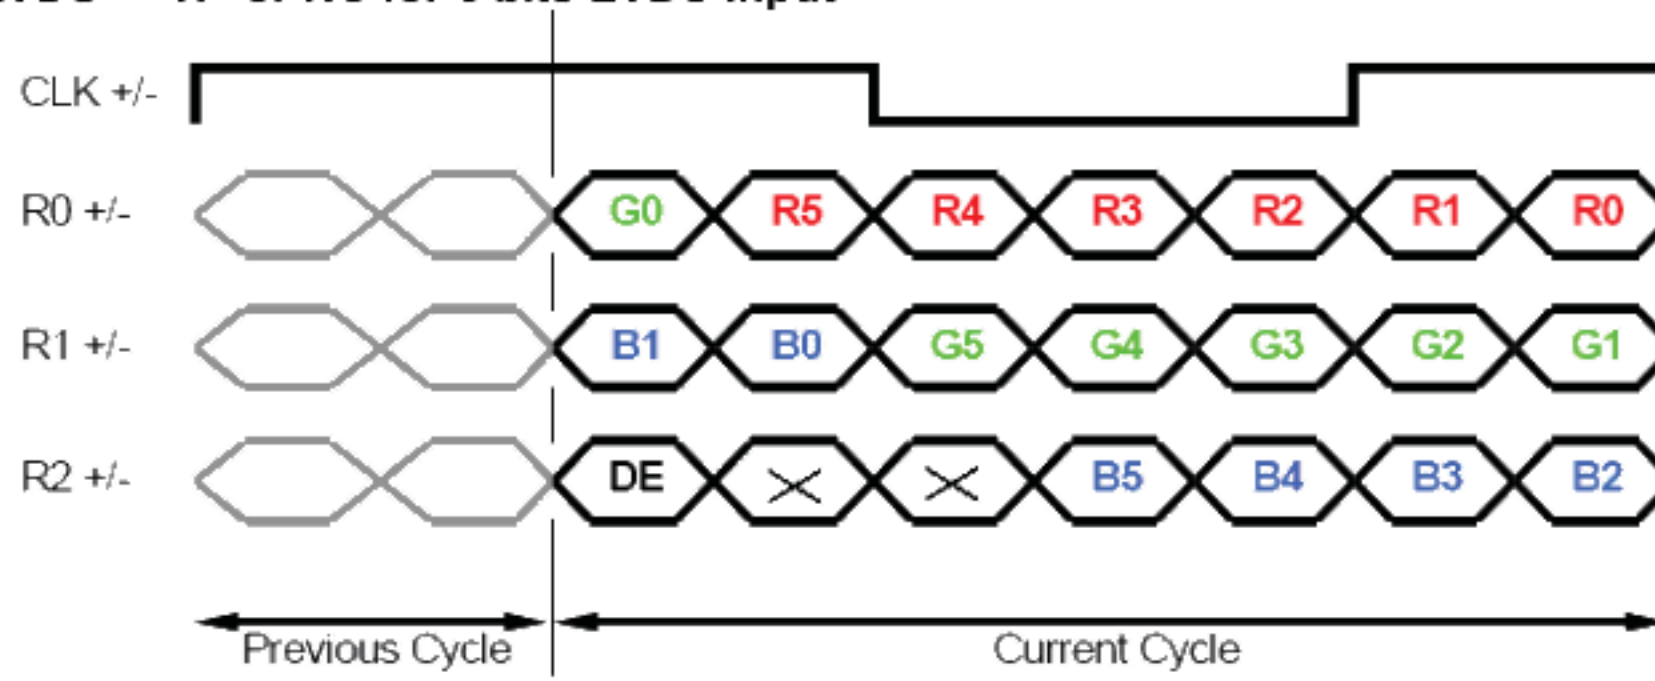 CLK +/-
R0 +/- G0 R5 R4 R3 R2 R1 R0
R1 +/- B1 B0 G5 G4 G3 G2 G1
R2 +/- DE B5 B4 B3 B2
Previous Cycle Current Cycle